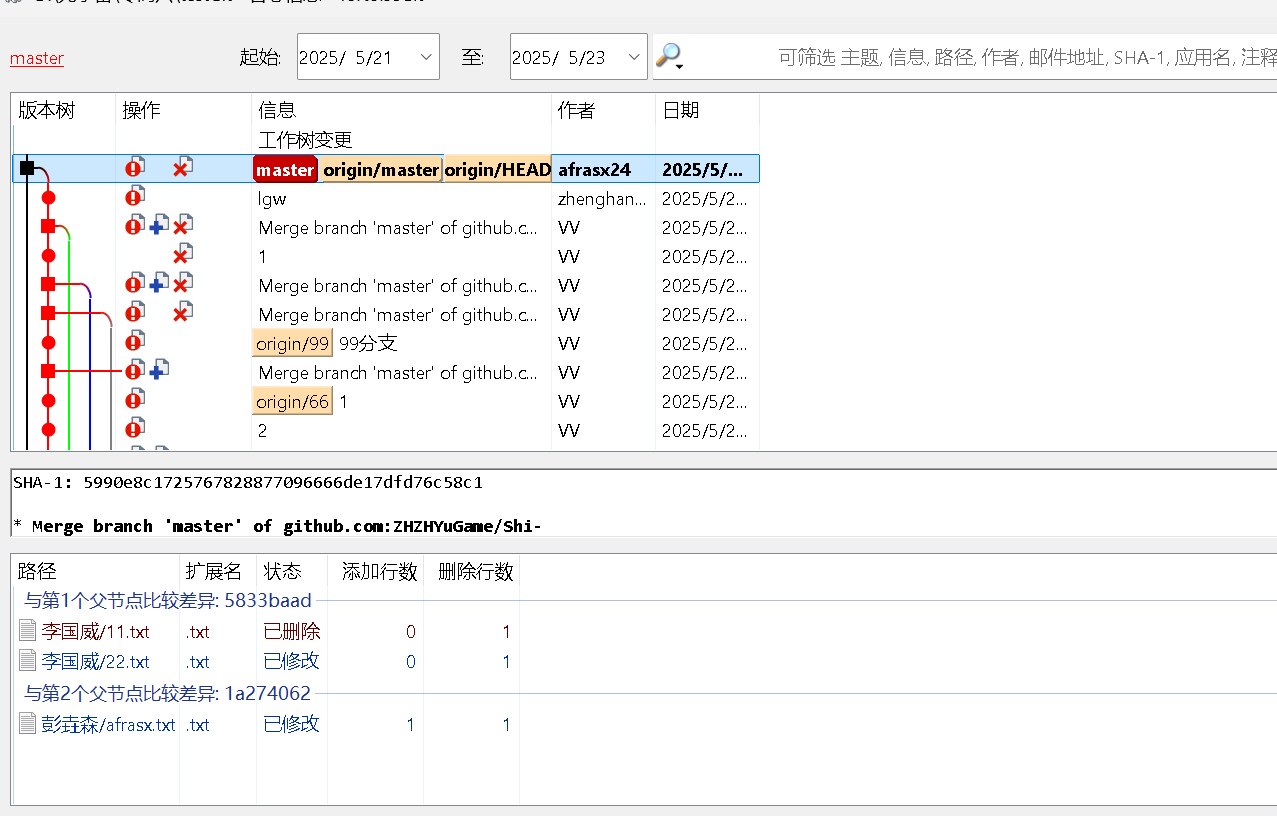 master 起始: 2025/ 5/21 至: 2025/ 5/23 可筛选 主题, 信息, 路径, 作者, 邮件地址, SHA-1, 应用名, 注释
版本树 操作 信息 作者 日期
工作树变更
master origin/master origin/HEAD afrasx24 2025/5/...
lgw zhenghan... 2025/5/2...
Merge branch 'master' of github.c... VV 2025/5/2...
1 VV 2025/5/2...
Merge branch 'master' of github.c... VV 2025/5/2...
Merge branch 'master' of github.c... VV 2025/5/2...
origin/99 99分支 VV 2025/5/2...
Merge branch 'master' of github.c... VV 2025/5/2...
origin/66 1 VV 2025/5/2...
2 VV 2025/5/2...
SHA-1: 5990e8c1725767828877096666de17dfd76c58c1
* Merge branch 'master' of github.com:ZHZHYuGame/Shi-
路径 扩展名 状态 添加行数 删除行数
与第1个父节点比较差异: 5833baad
李国威/11.txt .txt 已删除 0 1
李国威/22.txt .txt 已修改 0 1
与第2个父节点比较差异: 1a274062
彭垚森/afrasx.txt .txt 已修改 1 1